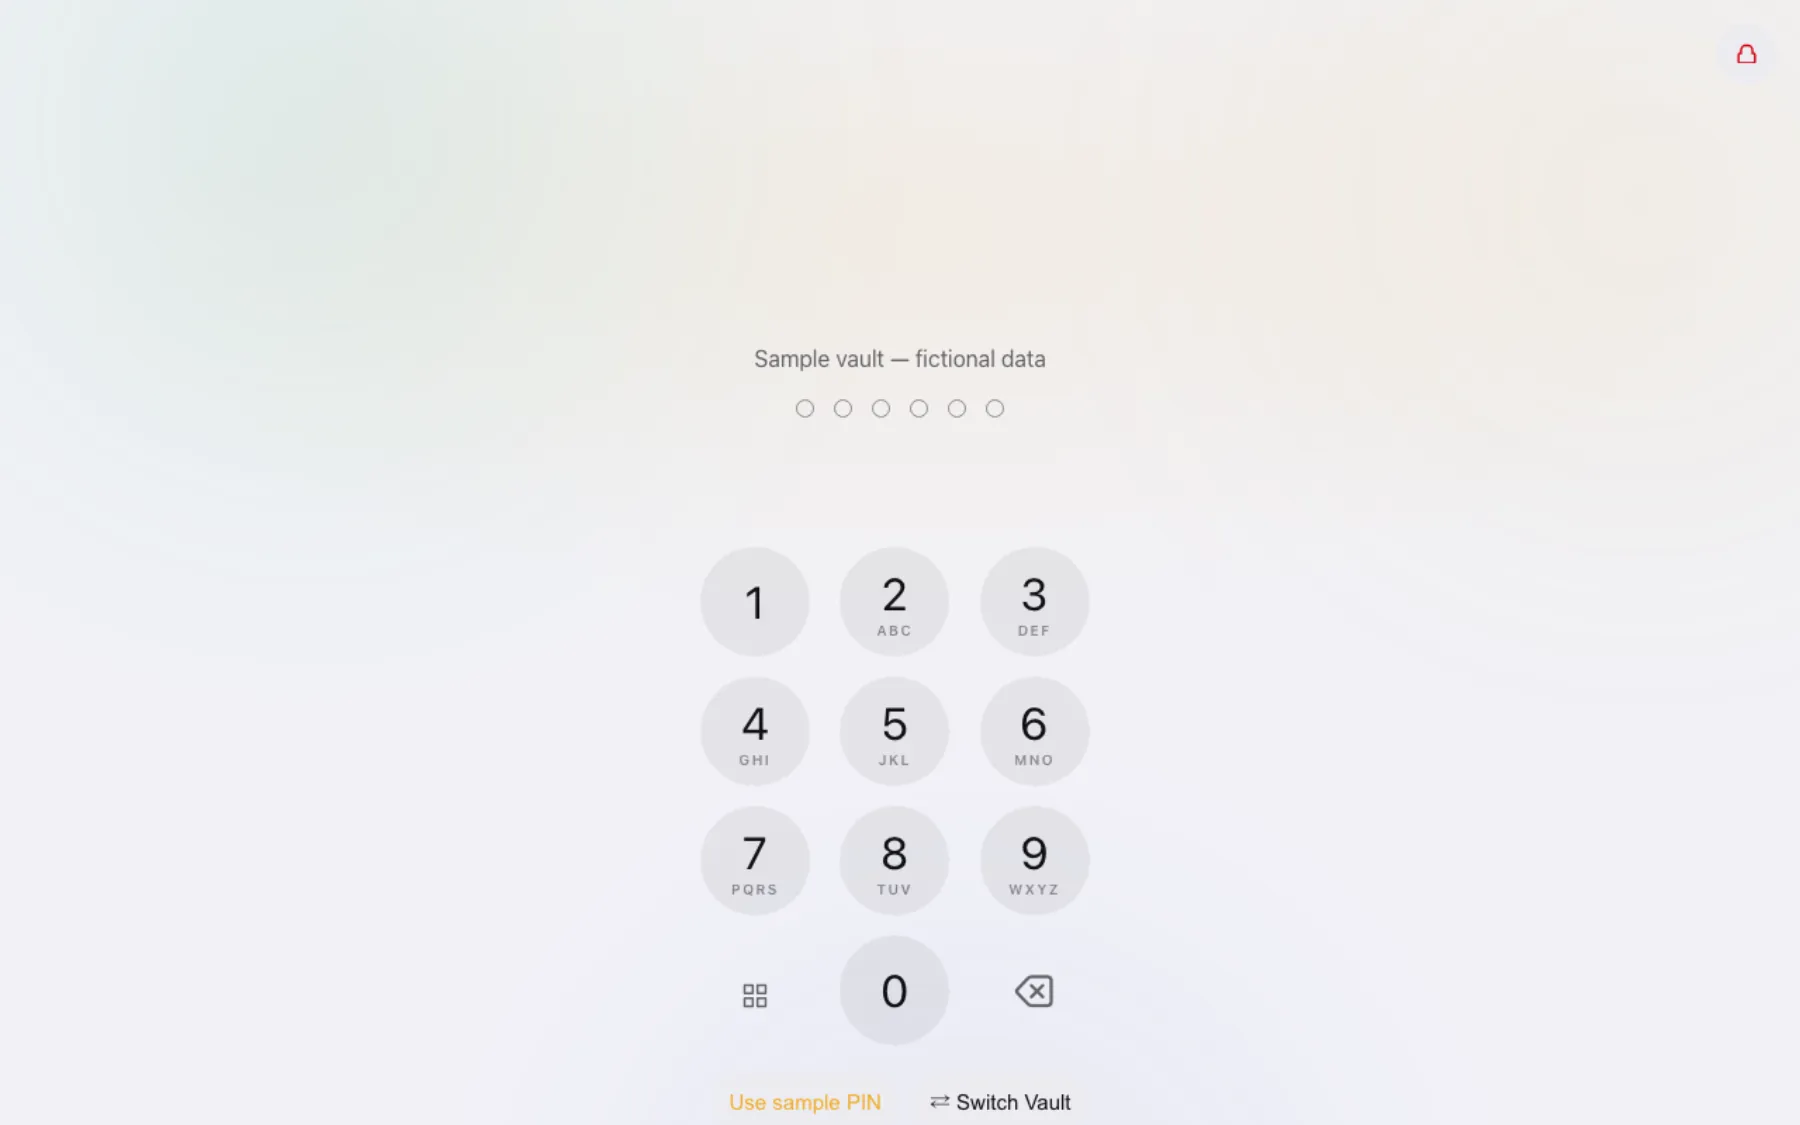 Sample vault — fictional data
1
2
ABC
3
DEF
4
GHI
5
JKL
6
MNO
7
PQRS
8
TUV
9
WXYZ
0
Use sample PIN
Switch Vault